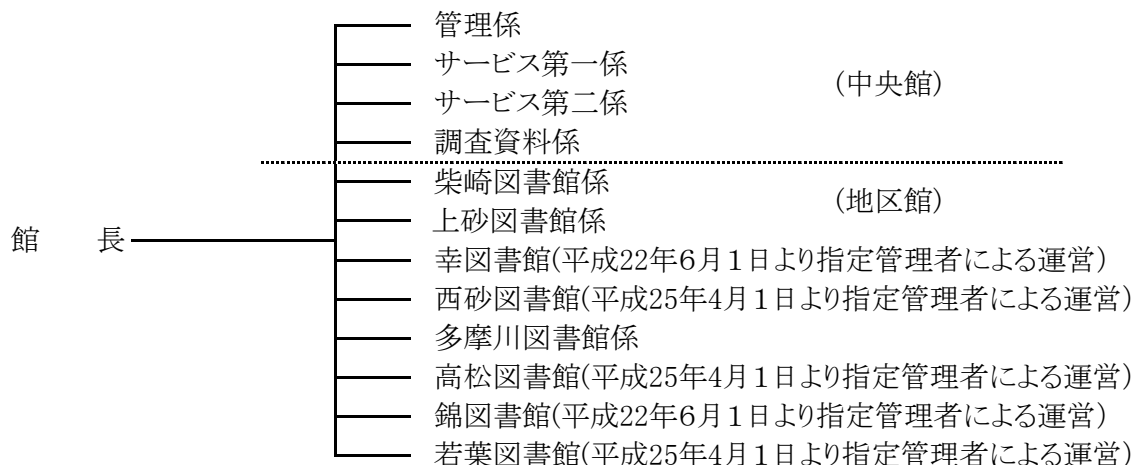 管理係
サービス第一係
サービス第二係
(中央館)
調査資料係
柴崎図書館係
(地区館)
上砂図書館係
館　長
幸図書館(平成22年６月１日より指定管理者による運営)
西砂図書館(平成25年4月１日より指定管理者による運営)
多摩川図書館係
高松図書館(平成25年4月１日より指定管理者による運営)
錦図書館(平成22年６月１日より指定管理者による運営)
若葉図書館(平成25年4月１日より指定管理者による運営)